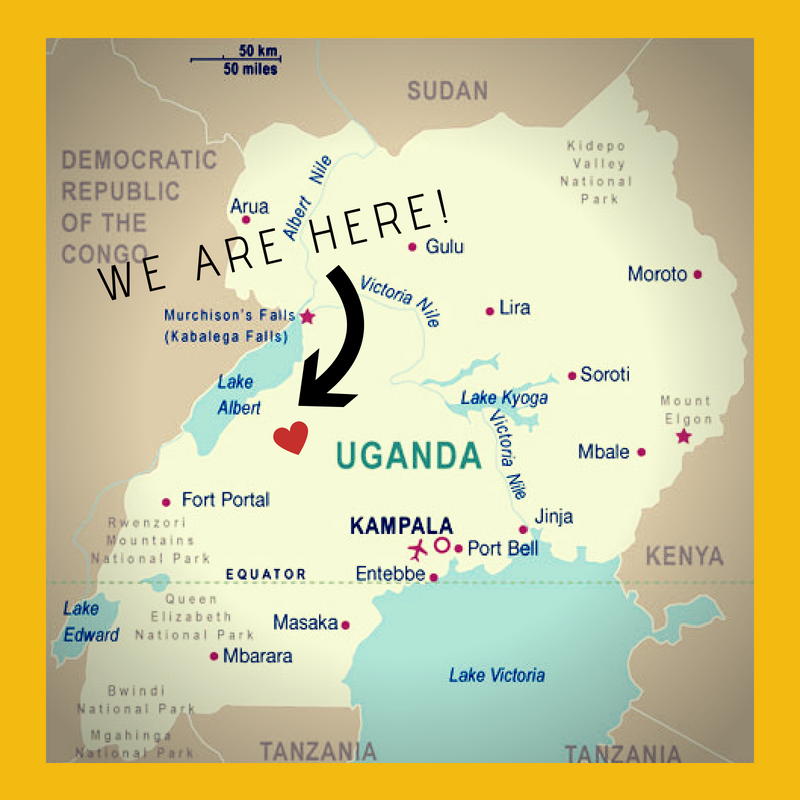 50 km
50 miles
SUDAN
DEMOCRATIC
REPUBLIC
OF THE
CONGO
Kidepo
Valley
National
Park
Albert Nile
Arua
WE ARE HERE!
Gulu
Moroto
Victoria Nile
Lira
Murchison's Falls
(Kabalega Falls)
Lake
Albert
Soroti
Lake Kyoga
Mount
Elgon
Victoria Nile
UGANDA
Mbale
Fort Portal
Rwenzori
Mountains
National Park
KAMPALA
Jinja
Port Bell
KENYA
EQUATOR
Entebbe
Lake
Edward
Queen
Elizabeth
National Park
Masaka
Mbarara
Lake Victoria
Bwindi
National Park
Mgahinga
National Park
TANZANIA
TANZANIA